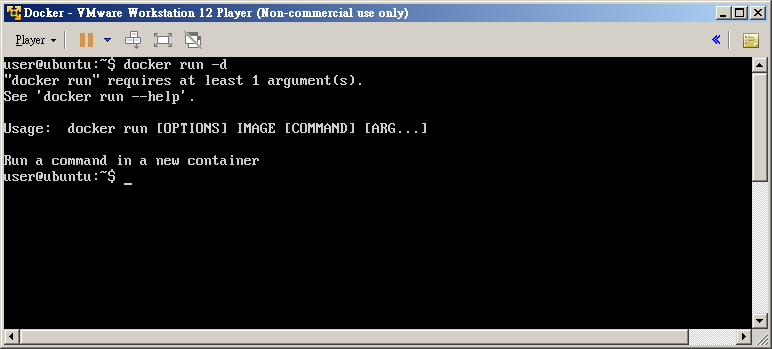 Docker - VMware Workstation 12 Player (Non-commercial use only)
Player
user@ubuntu:~$ docker run -d
"docker run" requires at least 1 argument(s).
See 'docker run --help'.
Usage:  docker run [OPTIONS] IMAGE [COMMAND] [ARG...]
Run a command in a new container
user@ubuntu:~$ _